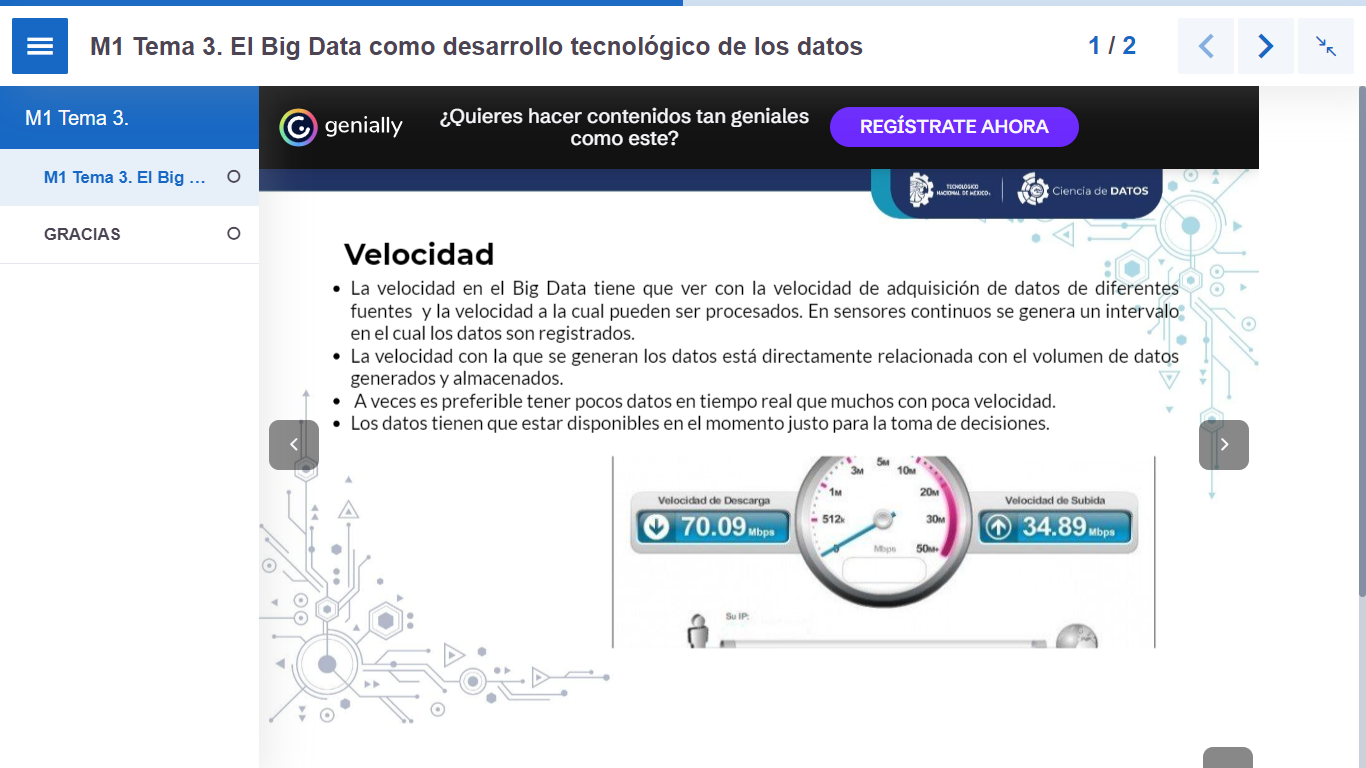 M1 Tema 3. El Big Data como desarrollo tecnológico de los datos
1 / 2
M1 Tema 3.
M1 Tema 3. El Big ...
GRACIAS
genially
¿Quieres hacer contenidos tan geniales
como este?
REGÍSTRATE AHORA
TECNOLÓGICO
NACIONAL DE MÉXICO.
Ciencia de DATOS
Velocidad
• La velocidad en el Big Data tiene que ver con la velocidad de adquisición de datos de diferentes
fuentes y la velocidad a la cual pueden ser procesados. En sensores continuos se genera un intervalo
en el cual los datos son registrados.
• La velocidad con la que se generan los datos está directamente relacionada con el volumen de datos
generados y almacenados.
• A veces es preferible tener pocos datos en tiempo real que muchos con poca velocidad.
• Los datos tienen que estar disponibles en el momento justo para la toma de decisiones.
Velocidad de Descarga
70.09 Mbps
0
512k
1M
3M
5M
10M
20M
30M
50M+
Mbps
Velocidad de Subida
34.89 Mbps
Su IP: